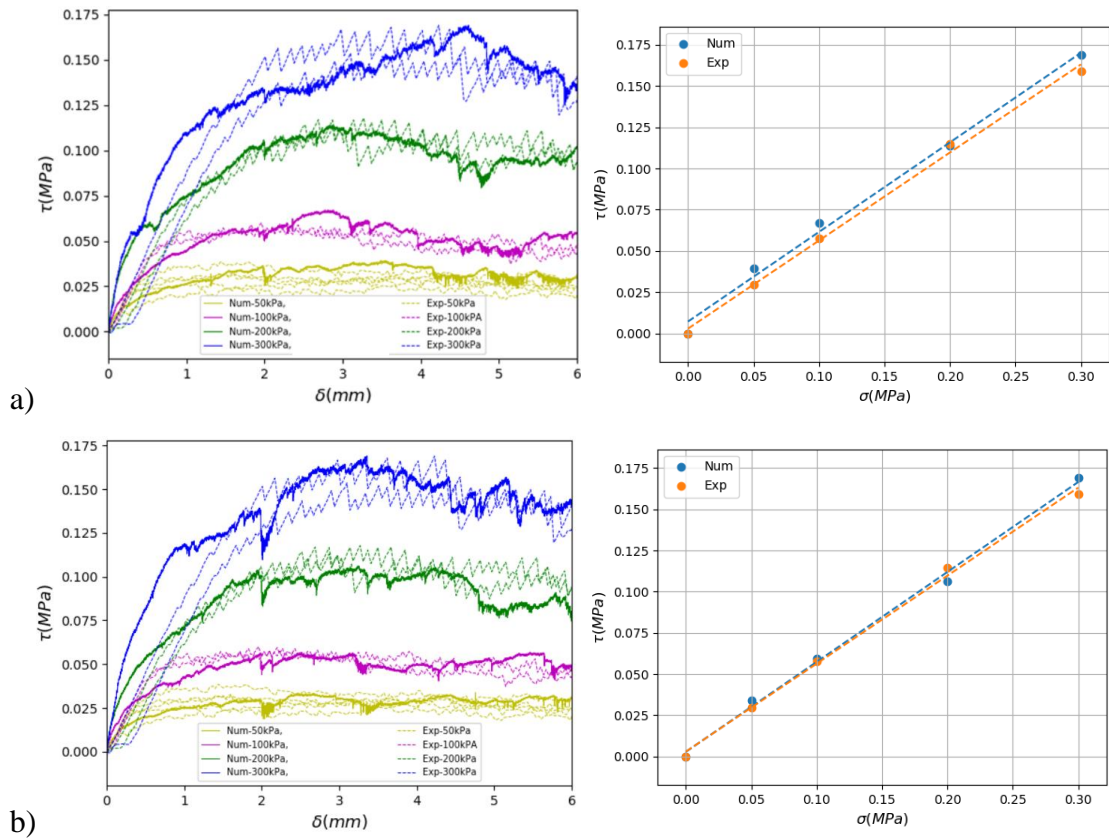 0.175
0.150
0.125
0.100
0.075
0.050
0.025
0.000
τ(MPa)
Num-50kPa,
Num-100kPa,
Num-200kPa,
Num-300kPa,
Exp-50kPa
Exp-100kPA
Exp-200kPa
Exp-300kPa
0 1 2 3 4 5 6
δ(mm)
0.175
0.150
0.125
0.100
0.075
0.050
0.025
0.000
τ(MPa)
Num
Exp
0.00 0.05 0.10 0.15 0.20 0.25 0.30
σ(MPa)
a)
0.175
0.150
0.125
0.100
0.075
0.050
0.025
0.000
τ(MPa)
Num-50kPa,
Num-100kPa,
Num-200kPa,
Num-300kPa,
Exp-50kPa
Exp-100kPA
Exp-200kPa
Exp-300kPa
0 1 2 3 4 5 6
δ(mm)
0.175
0.150
0.125
0.100
0.075
0.050
0.025
0.000
τ(MPa)
Num
Exp
0.00 0.05 0.10 0.15 0.20 0.25 0.30
σ(MPa)
b)